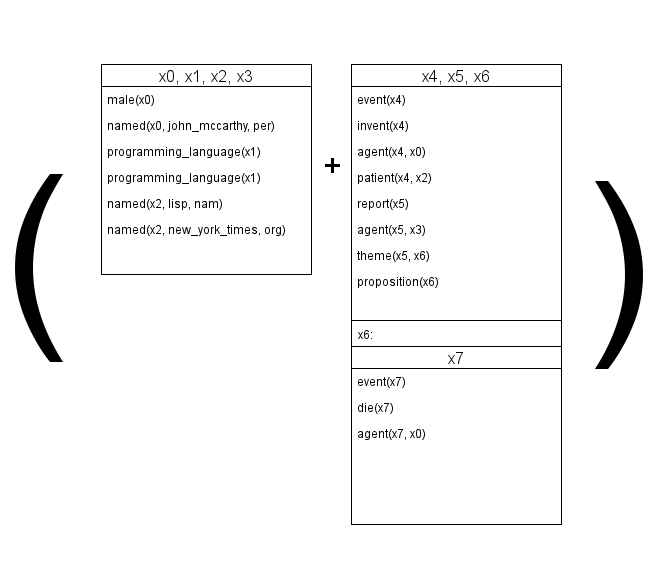 x0, x1, x2, x3
male(x0)
named(x0, john_mccarthy, per)
programming_language(x1)
programming_language(x1)
named(x2, lisp, nam)
named(x2, new_york_times, org)
(
+
x4, x5, x6
event(x4)
invent(x4)
agent(x4, x0)
patient(x4, x2)
report(x5)
agent(x5, x3)
theme(x5, x6)
proposition(x6)
x6:
x7
event(x7)
die(x7)
agent(x7, x0)
)